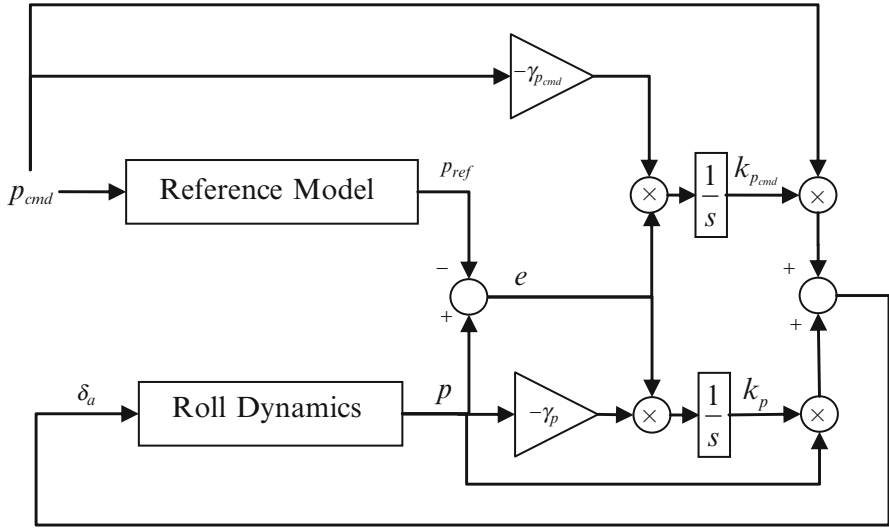 −γ_{p_{cmd}}
p_{cmd}
Reference Model
p_{ref}
×
1/s
k_{p_{cmd}}
×
−
+
e
+
+
δ_a
Roll Dynamics
p
−γ_p
×
1/s
k_p
×